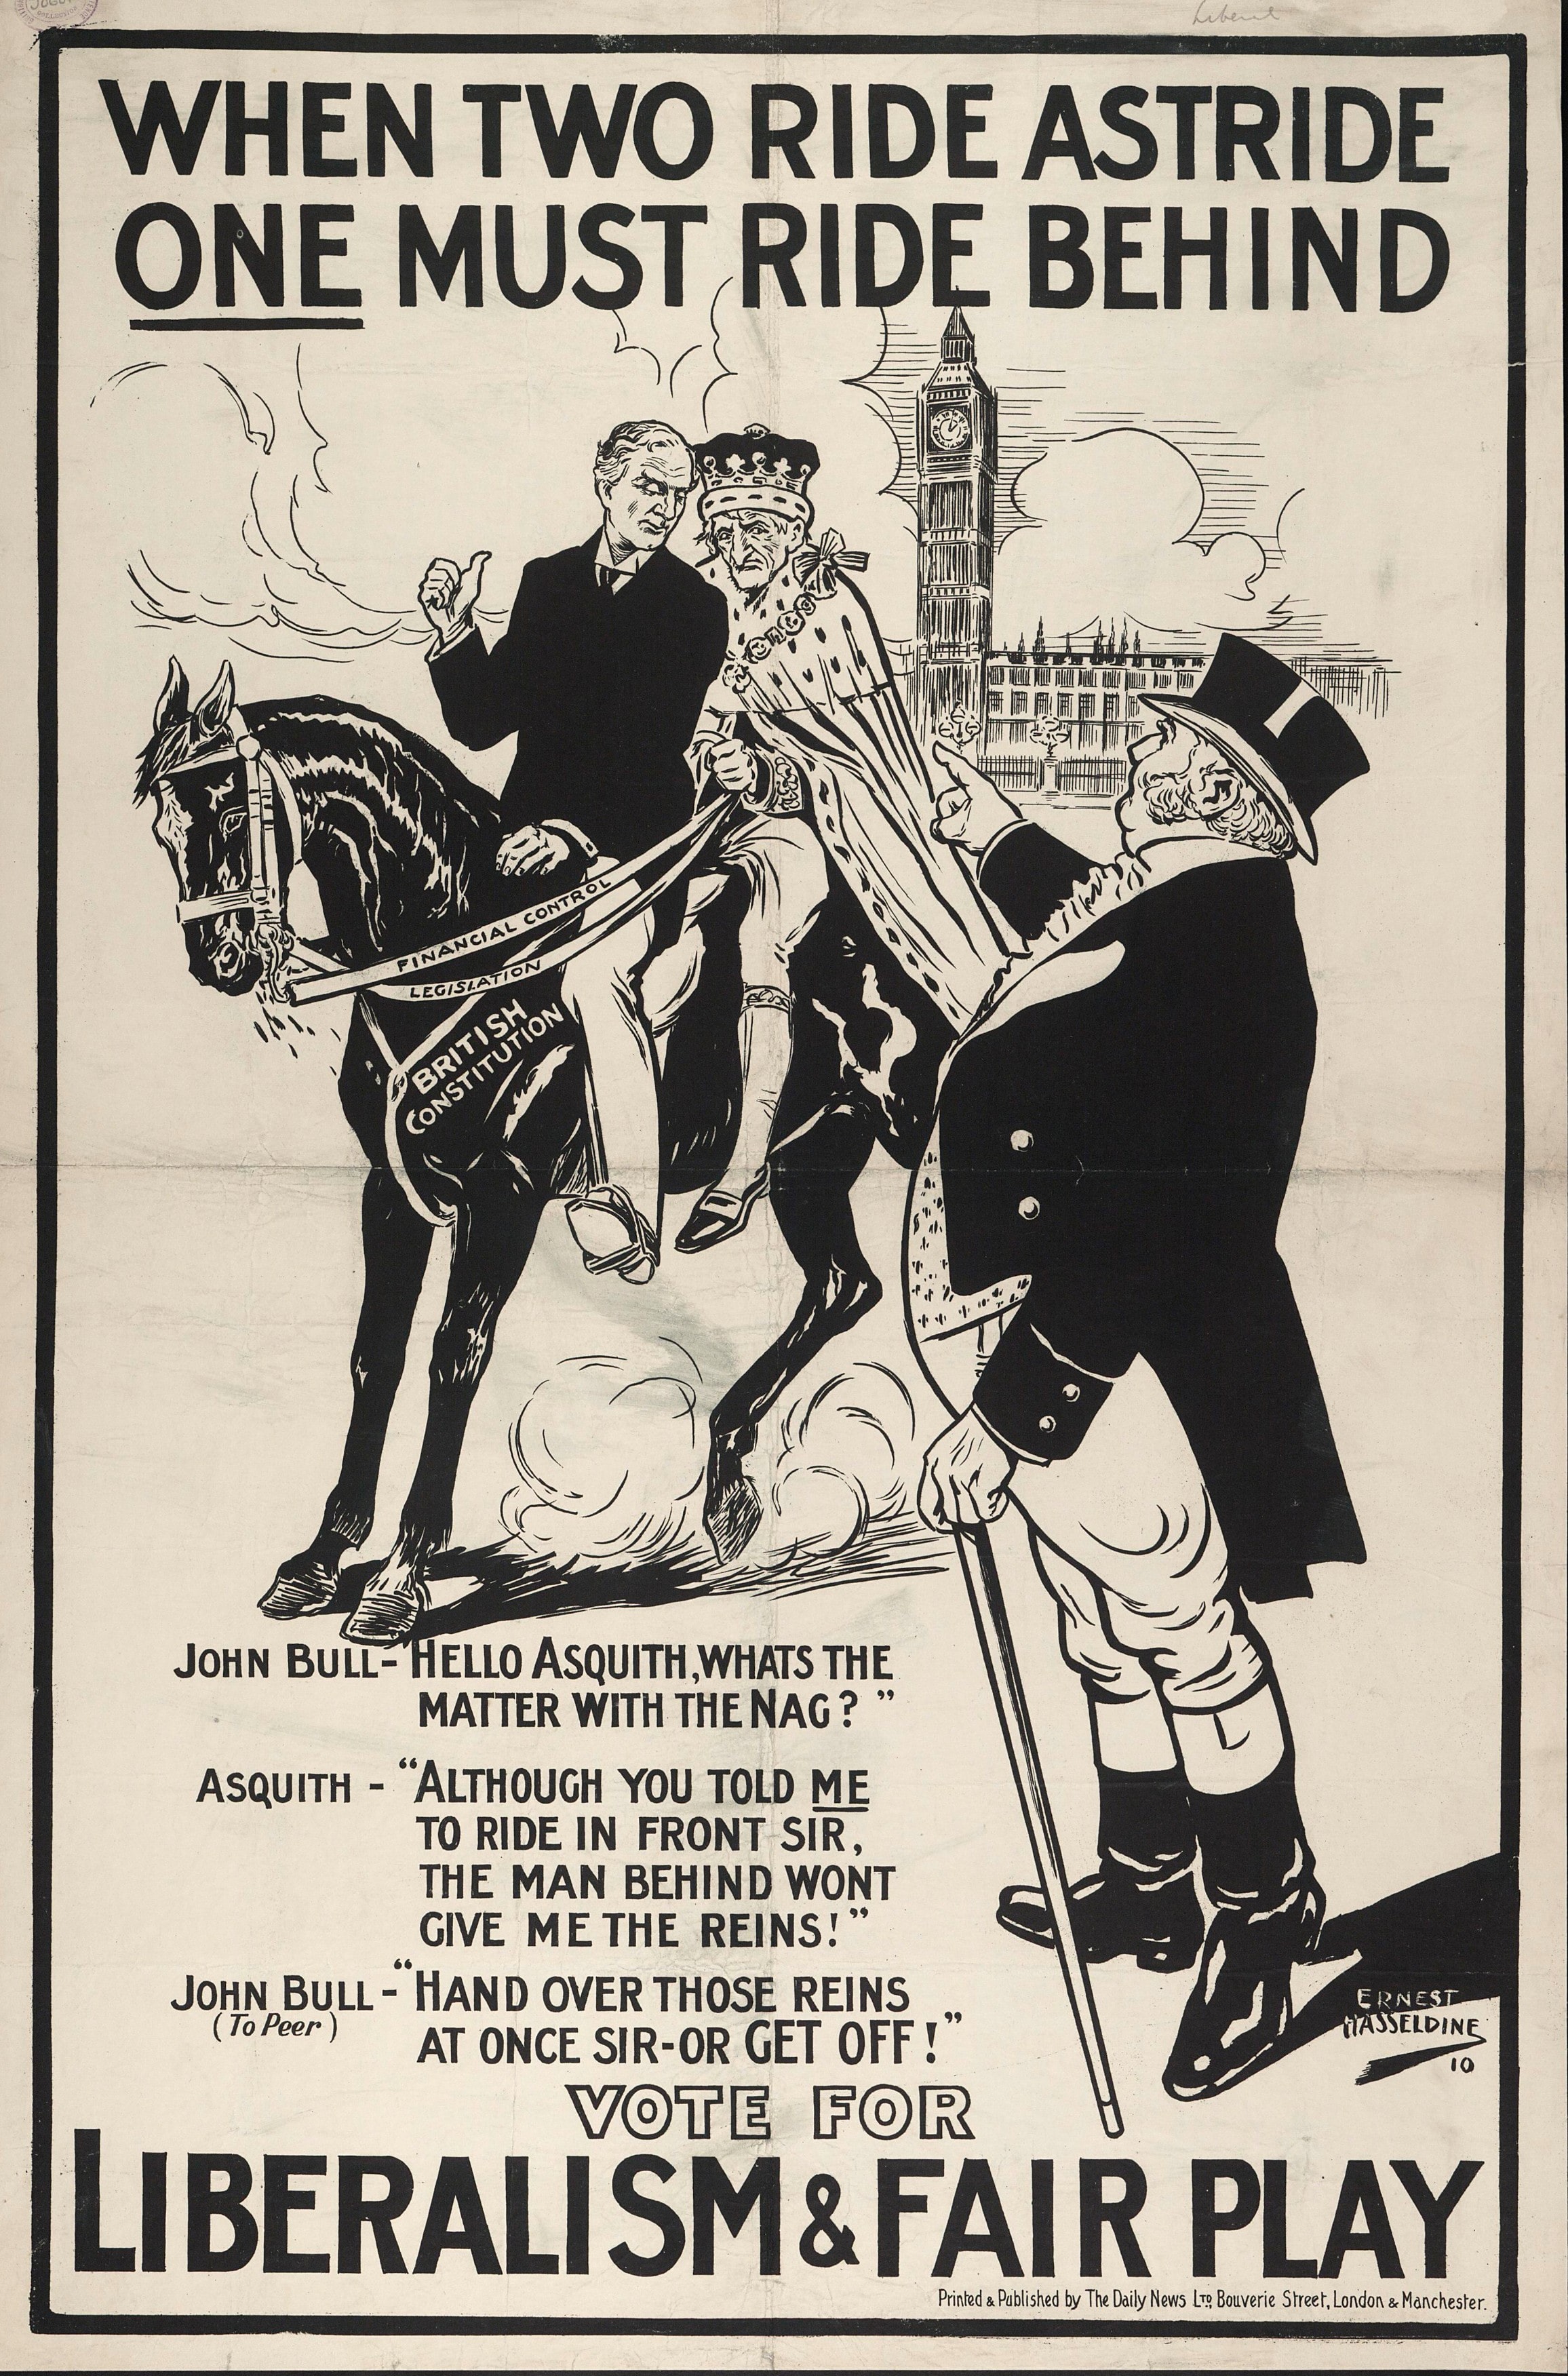 Liberal
WHEN TWO RIDE ASTRIDE
ONE MUST RIDE BEHIND
FINANCIAL CONTROL
LEGISLATION
BRITISH
CONSTITUTION
JOHN BULL- HELLO ASQUITH, WHATS THE
MATTER WITH THE NAG? "
ASQUITH - "ALTHOUGH YOU TOLD ME
TO RIDE IN FRONT SIR,
THE MAN BEHIND WONT
GIVE ME THE REINS!"
JOHN BULL - "HAND OVER THOSE REINS
(To Peer)
AT ONCE SIR-OR GET OFF!"
ERNEST
HASSELDINE
10
VOTE FOR
LIBERALISM & FAIR PLAY
Printed & Published by The Daily News LTD, Bouverie Street, London & Manchester.